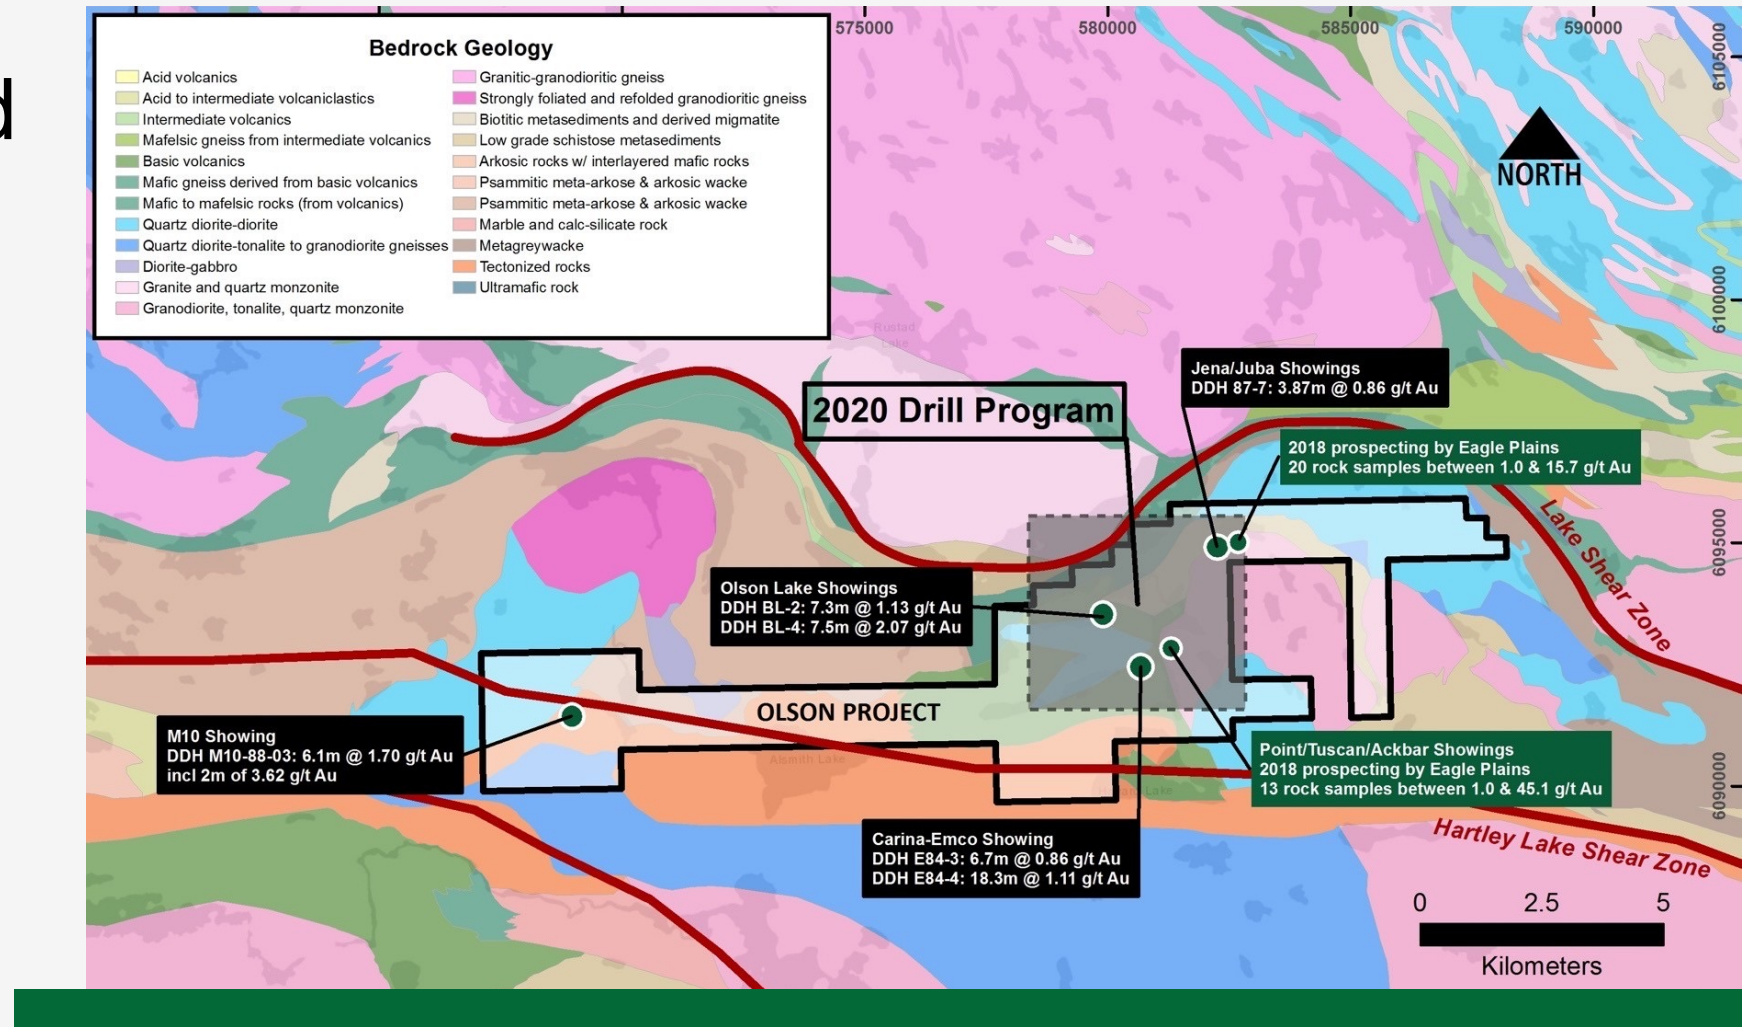 d
575000
580000
585000
590000
6105000
6100000
6095000
6090000
Bedrock Geology
Acid volcanics
Acid to intermediate volcaniclastics
Intermediate volcanics
Mafelsic gneiss from intermediate volcanics
Basic volcanics
Mafic gneiss derived from basic volcanics
Mafic to mafelsic rocks (from volcanics)
Quartz diorite-diorite
Quartz diorite-tonalite to granodiorite gneisses
Diorite-gabbro
Granite and quartz monzonite
Granodiorite, tonalite, quartz monzonite
Granitic-granodioritic gneiss
Strongly foliated and refolded granodioritic gneiss
Biotitic metasediments and derived migmatite
Low grade schistose metasediments
Arkosic rocks w/ interlayered mafic rocks
Psammitic meta-arkose & arkosic wacke
Psammitic meta-arkose & arkosic wacke
Marble and calc-silicate rock
Metagreywacke
Tectonized rocks
Ultramafic rock
NORTH
Rustad
Lake
Jena/Juba Showings
DDH 87-7: 3.87m @ 0.86 g/t Au
2020 Drill Program
2018 prospecting by Eagle Plains
20 rock samples between 1.0 & 15.7 g/t Au
Lake Shear Zone
Olson Lake Showings
DDH BL-2: 7.3m @ 1.13 g/t Au
DDH BL-4: 7.5m @ 2.07 g/t Au
OLSON PROJECT
M10 Showing
DDH M10-88-03: 6.1m @ 1.70 g/t Au
incl 2m of 3.62 g/t Au
Point/Tuscan/Ackbar Showings
2018 prospecting by Eagle Plains
13 rock samples between 1.0 & 45.1 g/t Au
Lake
Carina-Emco Showing
DDH E84-3: 6.7m @ 0.86 g/t Au
DDH E84-4: 18.3m @ 1.11 g/t Au
Hartley Lake Shear Zone
0 2.5 5
Kilometers